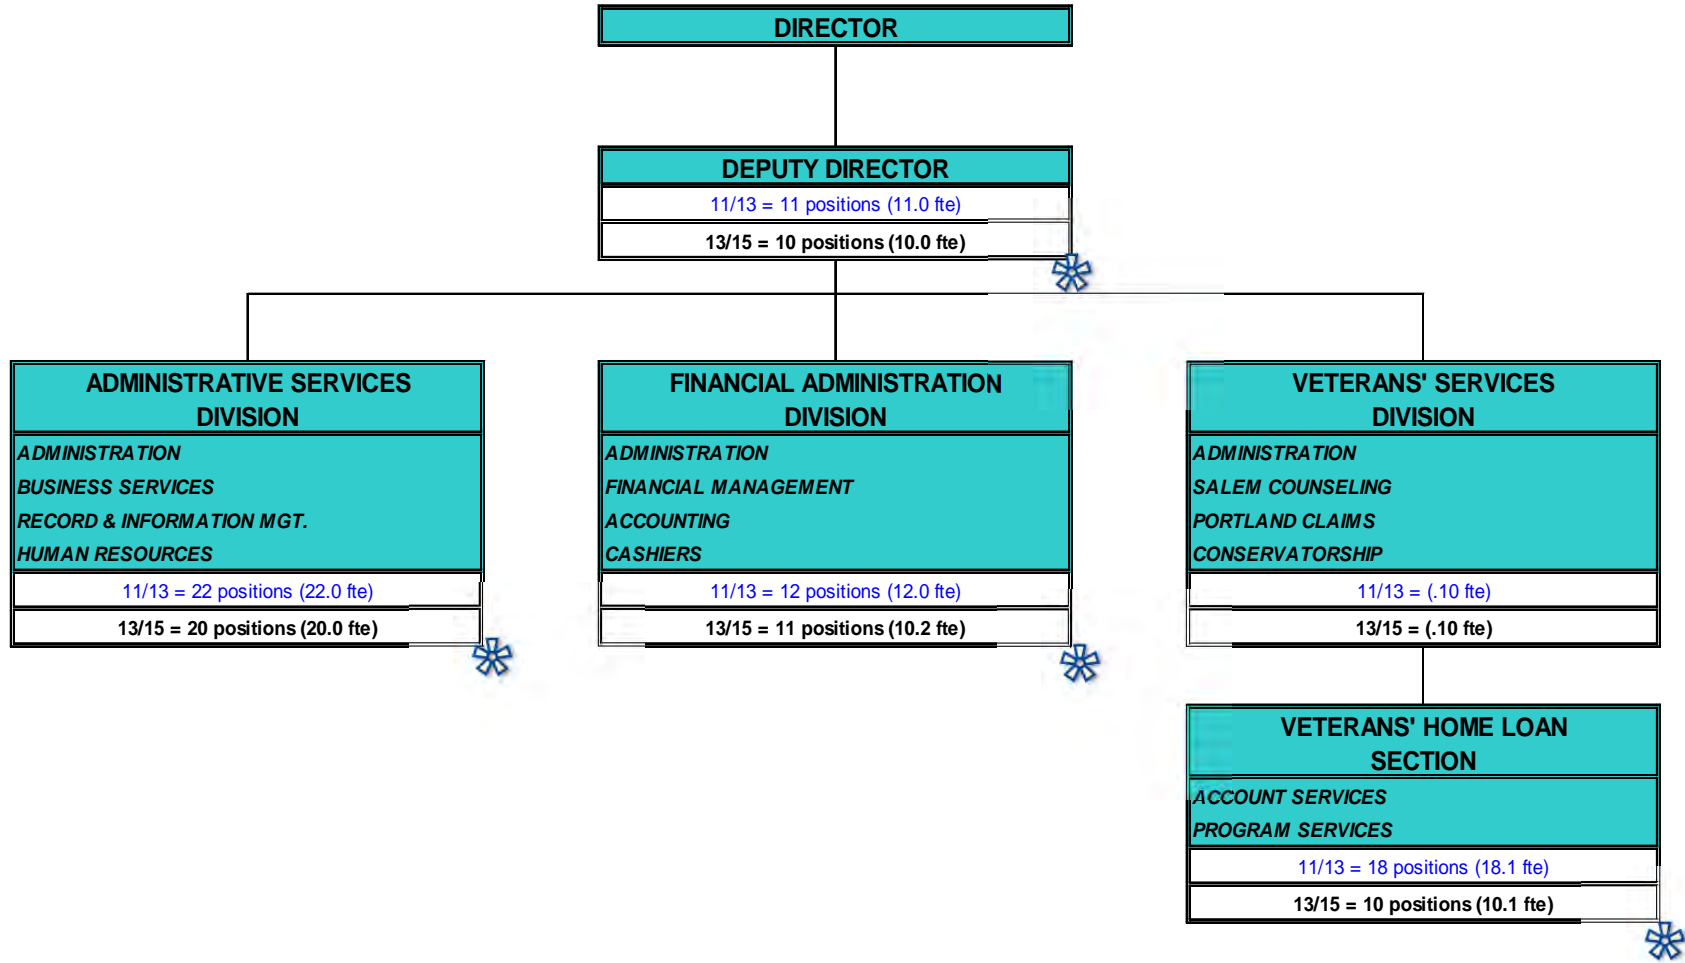 DIRECTOR
DEPUTY DIRECTOR
11/13 = 11 positions (11.0 fte)
13/15 = 10 positions (10.0 fte)
ADMINISTRATIVE SERVICES
DIVISION
ADMINISTRATION
BUSINESS SERVICES
RECORD & INFORMATION MGT.
HUMAN RESOURCES
11/13 = 22 positions (22.0 fte)
13/15 = 20 positions (20.0 fte)
FINANCIAL ADMINISTRATION
DIVISION
ADMINISTRATION
FINANCIAL MANAGEMENT
ACCOUNTING
CASHIERS
11/13 = 12 positions (12.0 fte)
13/15 = 11 positions (10.2 fte)
VETERANS' SERVICES
DIVISION
ADMINISTRATION
SALEM COUNSELING
PORTLAND CLAIMS
CONSERVATORSHIP
11/13 = (.10 fte)
13/15 = (.10 fte)
VETERANS' HOME LOAN
SECTION
ACCOUNT SERVICES
PROGRAM SERVICES
11/13 = 18 positions (18.1 fte)
13/15 = 10 positions (10.1 fte)